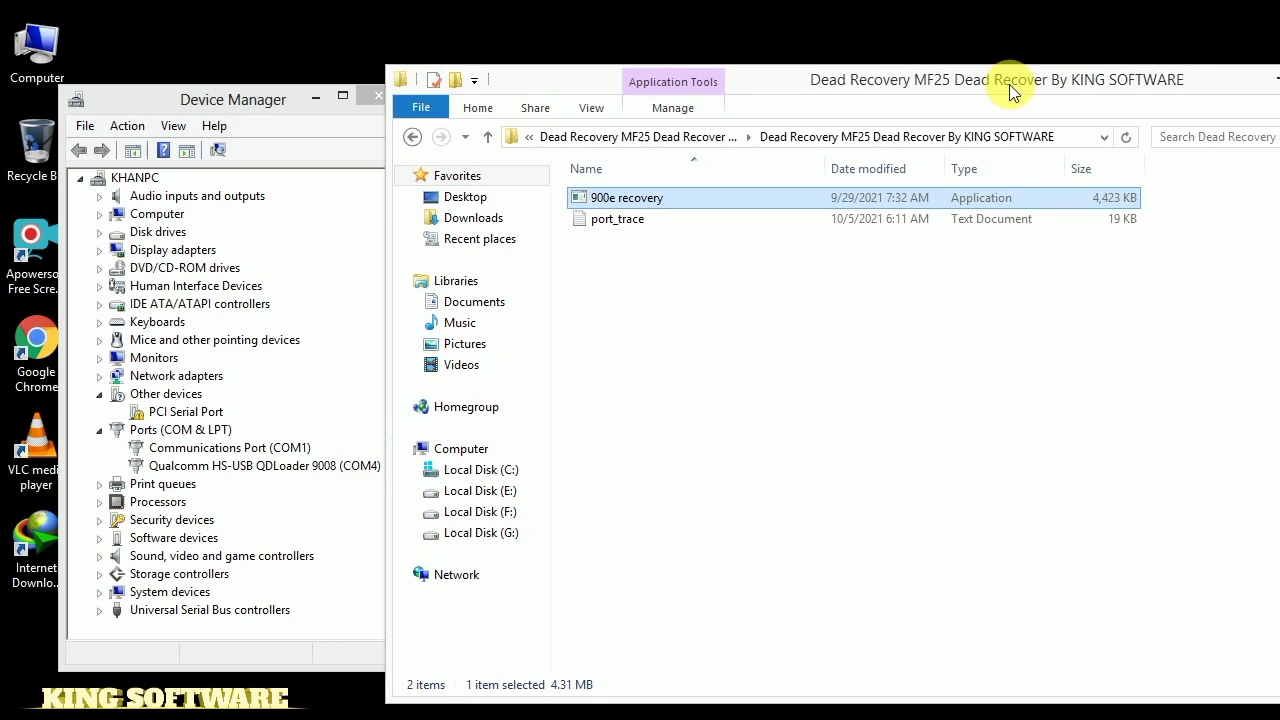 Computer
Recycle B
Apowerso
Free Scre...
Google
Chrome
VLC medi
player
Internet
Downlo...
Device Manager
File Action View Help
KHANPC
Audio inputs and outputs
Computer
Disk drives
Display adapters
DVD/CD-ROM drives
Human Interface Devices
IDE ATA/ATAPI controllers
Keyboards
Mice and other pointing devices
Monitors
Network adapters
Other devices
PCI Serial Port
Ports (COM & LPT)
Communications Port (COM1)
Qualcomm HS-USB QDLoader 9008 (COM4)
Print queues
Processors
Security devices
Software devices
Sound, video and game controllers
Storage controllers
System devices
Universal Serial Bus controllers
Application Tools
Dead Recovery MF25 Dead Recover By KING SOFTWARE
File Home Share View Manage
« Dead Recovery MF25 Dead Recover ... Dead Recovery MF25 Dead Recover By KING SOFTWARE
Search Dead Recovery
Favorites
Desktop
Downloads
Recent places
Libraries
Documents
Music
Pictures
Videos
Homegroup
Computer
Local Disk (C:)
Local Disk (E:)
Local Disk (F:)
Local Disk (G:)
Network
Name Date modified Type Size
900e recovery 9/29/2021 7:32 AM Application 4,423 KB
port_trace 10/5/2021 6:11 AM Text Document 19 KB
2 items 1 item selected 4.31 MB
KING SOFTWARE